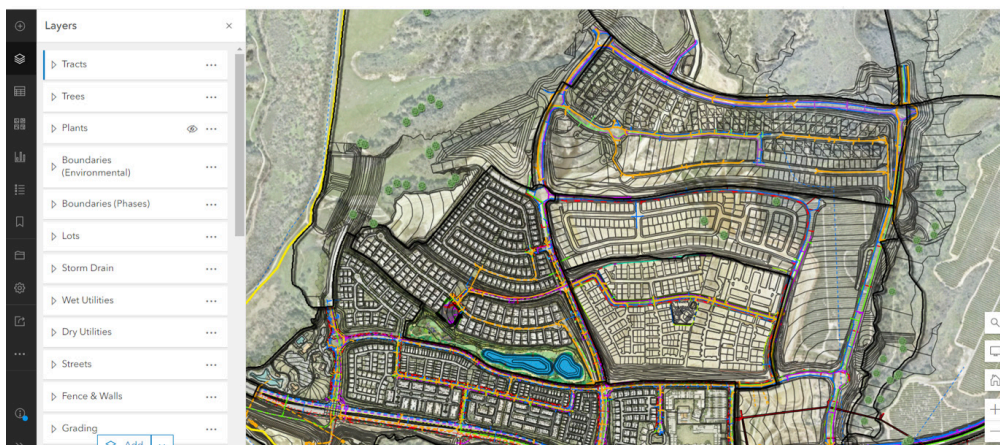 Layers
Tracts
Trees
Plants
Boundaries
(Environmental)
Boundaries (Phases)
Lots
Storm Drain
Wet Utilities
Dry Utilities
Streets
Fence & Walls
Grading
Add